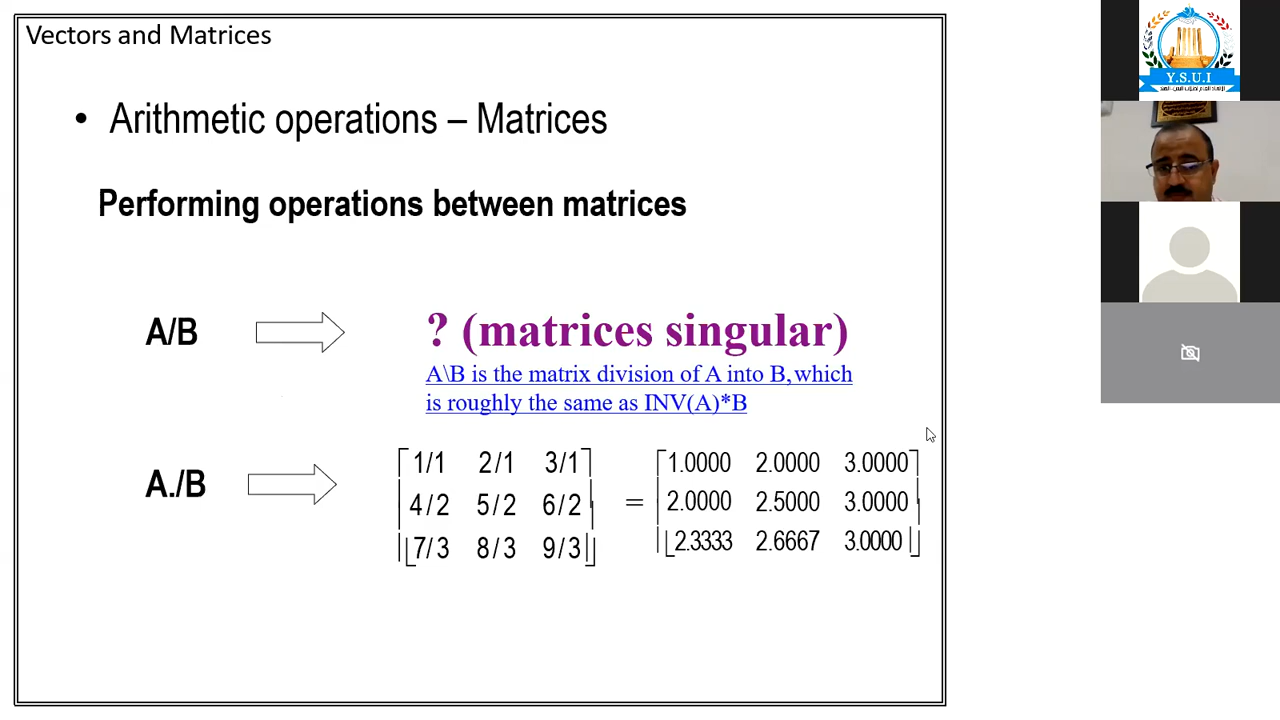 Vectors and Matrices
• Arithmetic operations – Matrices
Performing operations between matrices
A/B
? (matrices singular)
A\B is the matrix division of A into B, which
is roughly the same as INV(A)*B
A./B
1/1 2/1 3/1
4/2 5/2 6/2
7/3 8/3 9/3
=
1.0000 2.0000 3.0000
2.0000 2.5000 3.0000
2.3333 2.6667 3.0000
Y.S.U.I